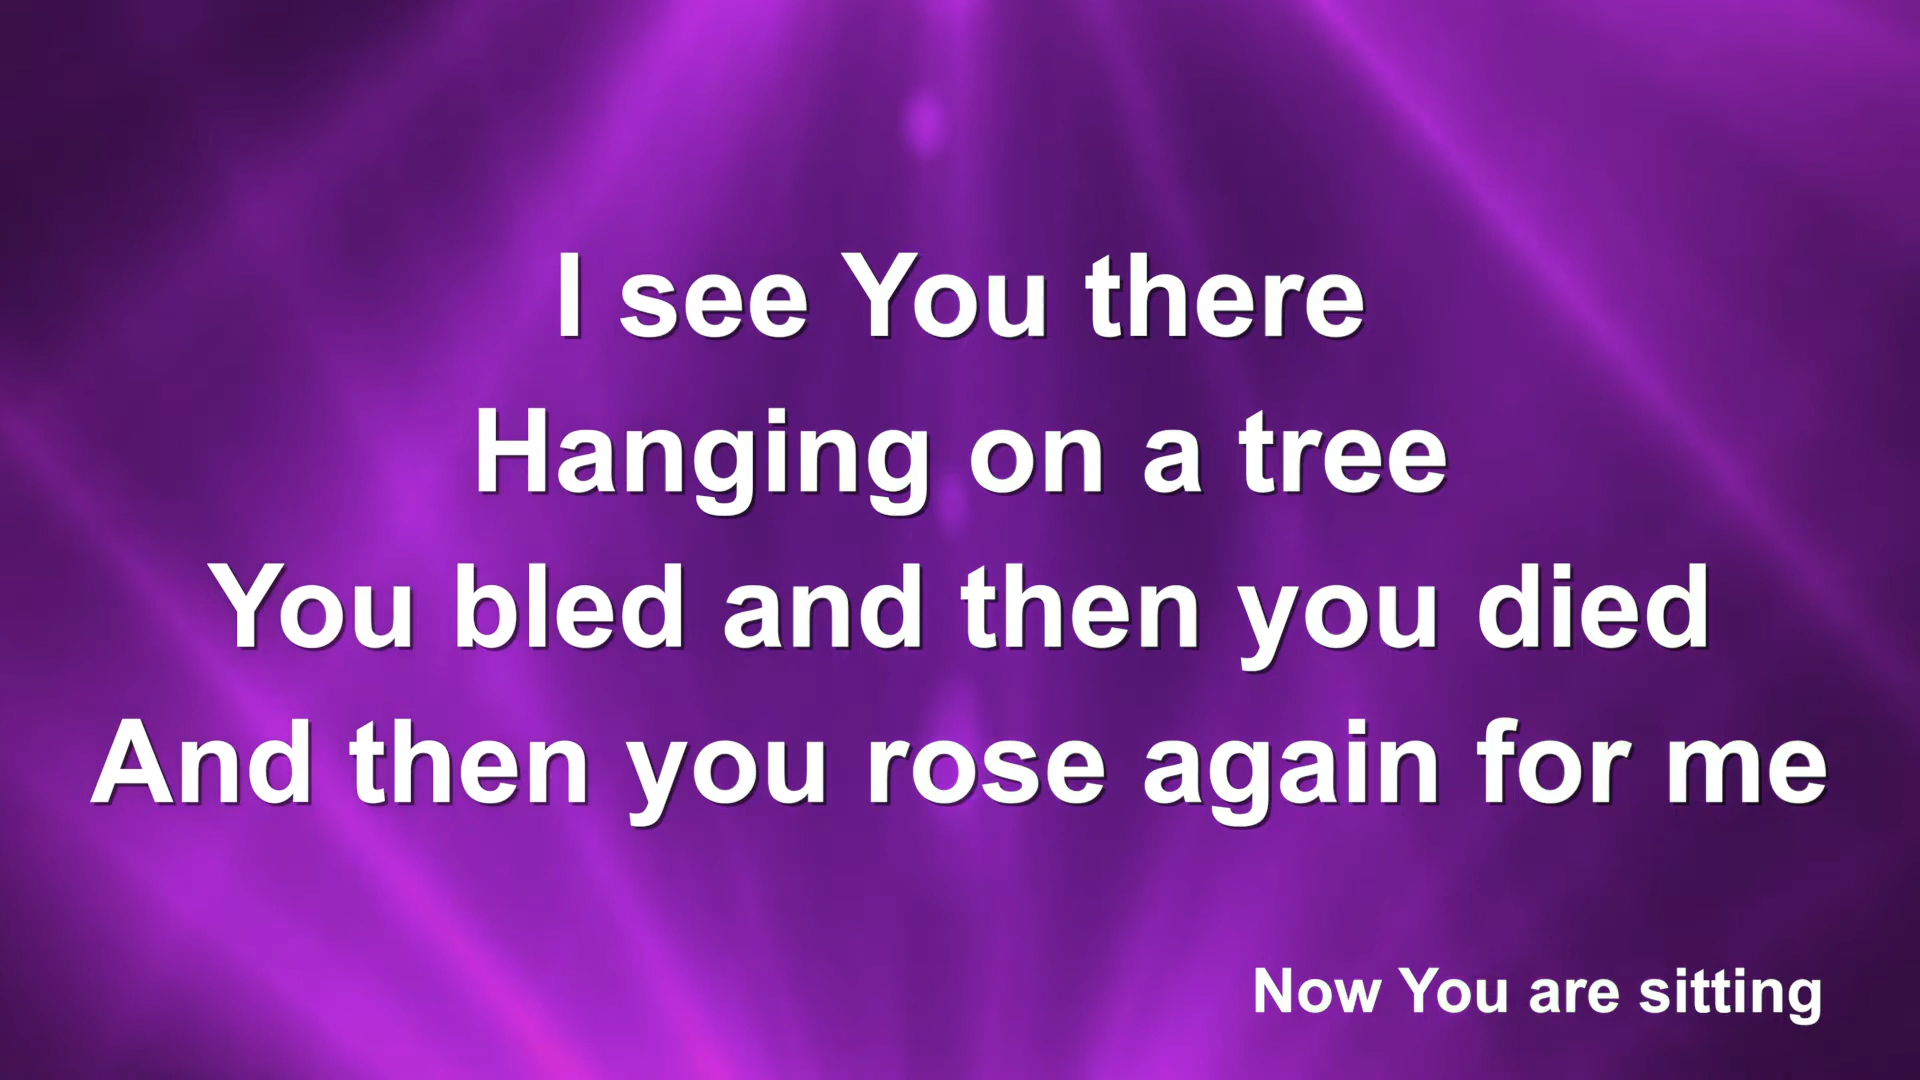 I see You there
Hanging on a tree
You bled and then you died
And then you rose again for me
Now You are sitting